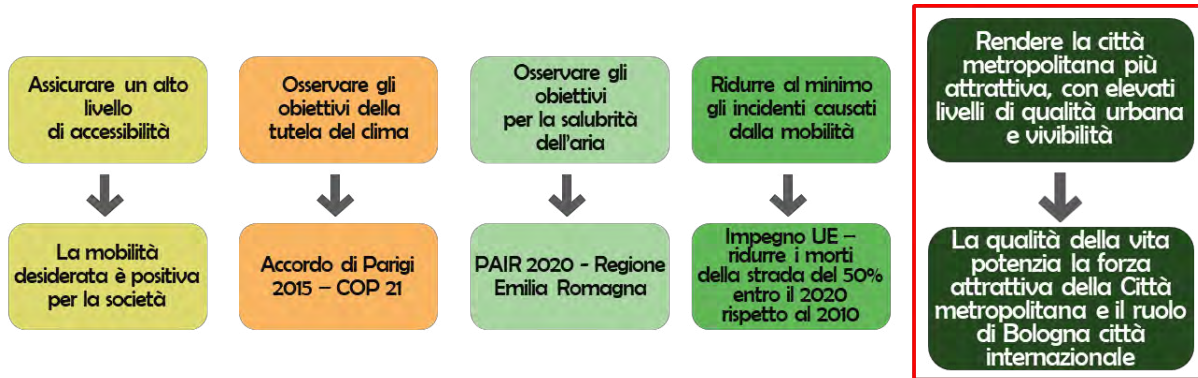 Assicurare un alto
livello
di accessibilità
Osservare gli
obiettivi della
tutela del clima
Osservare gli
obiettivi
per la salubrità
dell'aria
Ridurre al minimo
gli incidenti causati
dalla mobilità
Rendere la città
metropolitana più
attrattiva, con elevati
livelli di qualità urbana
e vivibilità
La mobilità
desiderata è positiva
per la società
Accordo di Parigi
2015 – COP 21
PAIR 2020 - Regione
Emilia Romagna
Impegno UE –
ridurre i morti
della strada del 50%
entro il 2020
rispetto al 2010
La qualità della vita
potenzia la forza
attrattiva della Città
metropolitana e il ruolo
di Bologna città
internazionale